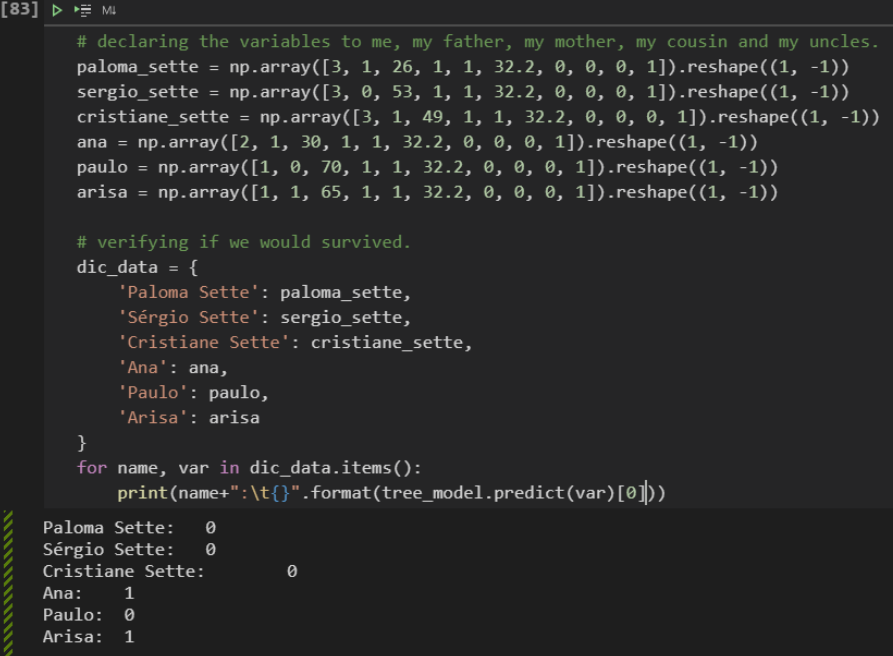 [83] M↓
# declaring the variables to me, my father, my mother, my cousin and my uncles.
paloma_sette = np.array([3, 1, 26, 1, 1, 32.2, 0, 0, 0, 1]).reshape((1, -1))
sergio_sette = np.array([3, 0, 53, 1, 1, 32.2, 0, 0, 0, 1]).reshape((1, -1))
cristiane_sette = np.array([3, 1, 49, 1, 1, 32.2, 0, 0, 0, 1]).reshape((1, -1))
ana = np.array([2, 1, 30, 1, 1, 32.2, 0, 0, 0, 1]).reshape((1, -1))
paulo = np.array([1, 0, 70, 1, 1, 32.2, 0, 0, 0, 1]).reshape((1, -1))
arisa = np.array([1, 1, 65, 1, 1, 32.2, 0, 0, 0, 1]).reshape((1, -1))

# verifying if we would survived.
dic_data = {
    'Paloma Sette': paloma_sette,
    'Sérgio Sette': sergio_sette,
    'Cristiane Sette': cristiane_sette,
    'Ana': ana,
    'Paulo': paulo,
    'Arisa': arisa
}
for name, var in dic_data.items():
    print(name+":\t{}".format(tree_model.predict(var)[0]))
Paloma Sette:	0
Sérgio Sette:	0
Cristiane Sette:	0
Ana:	1
Paulo:	0
Arisa:	1